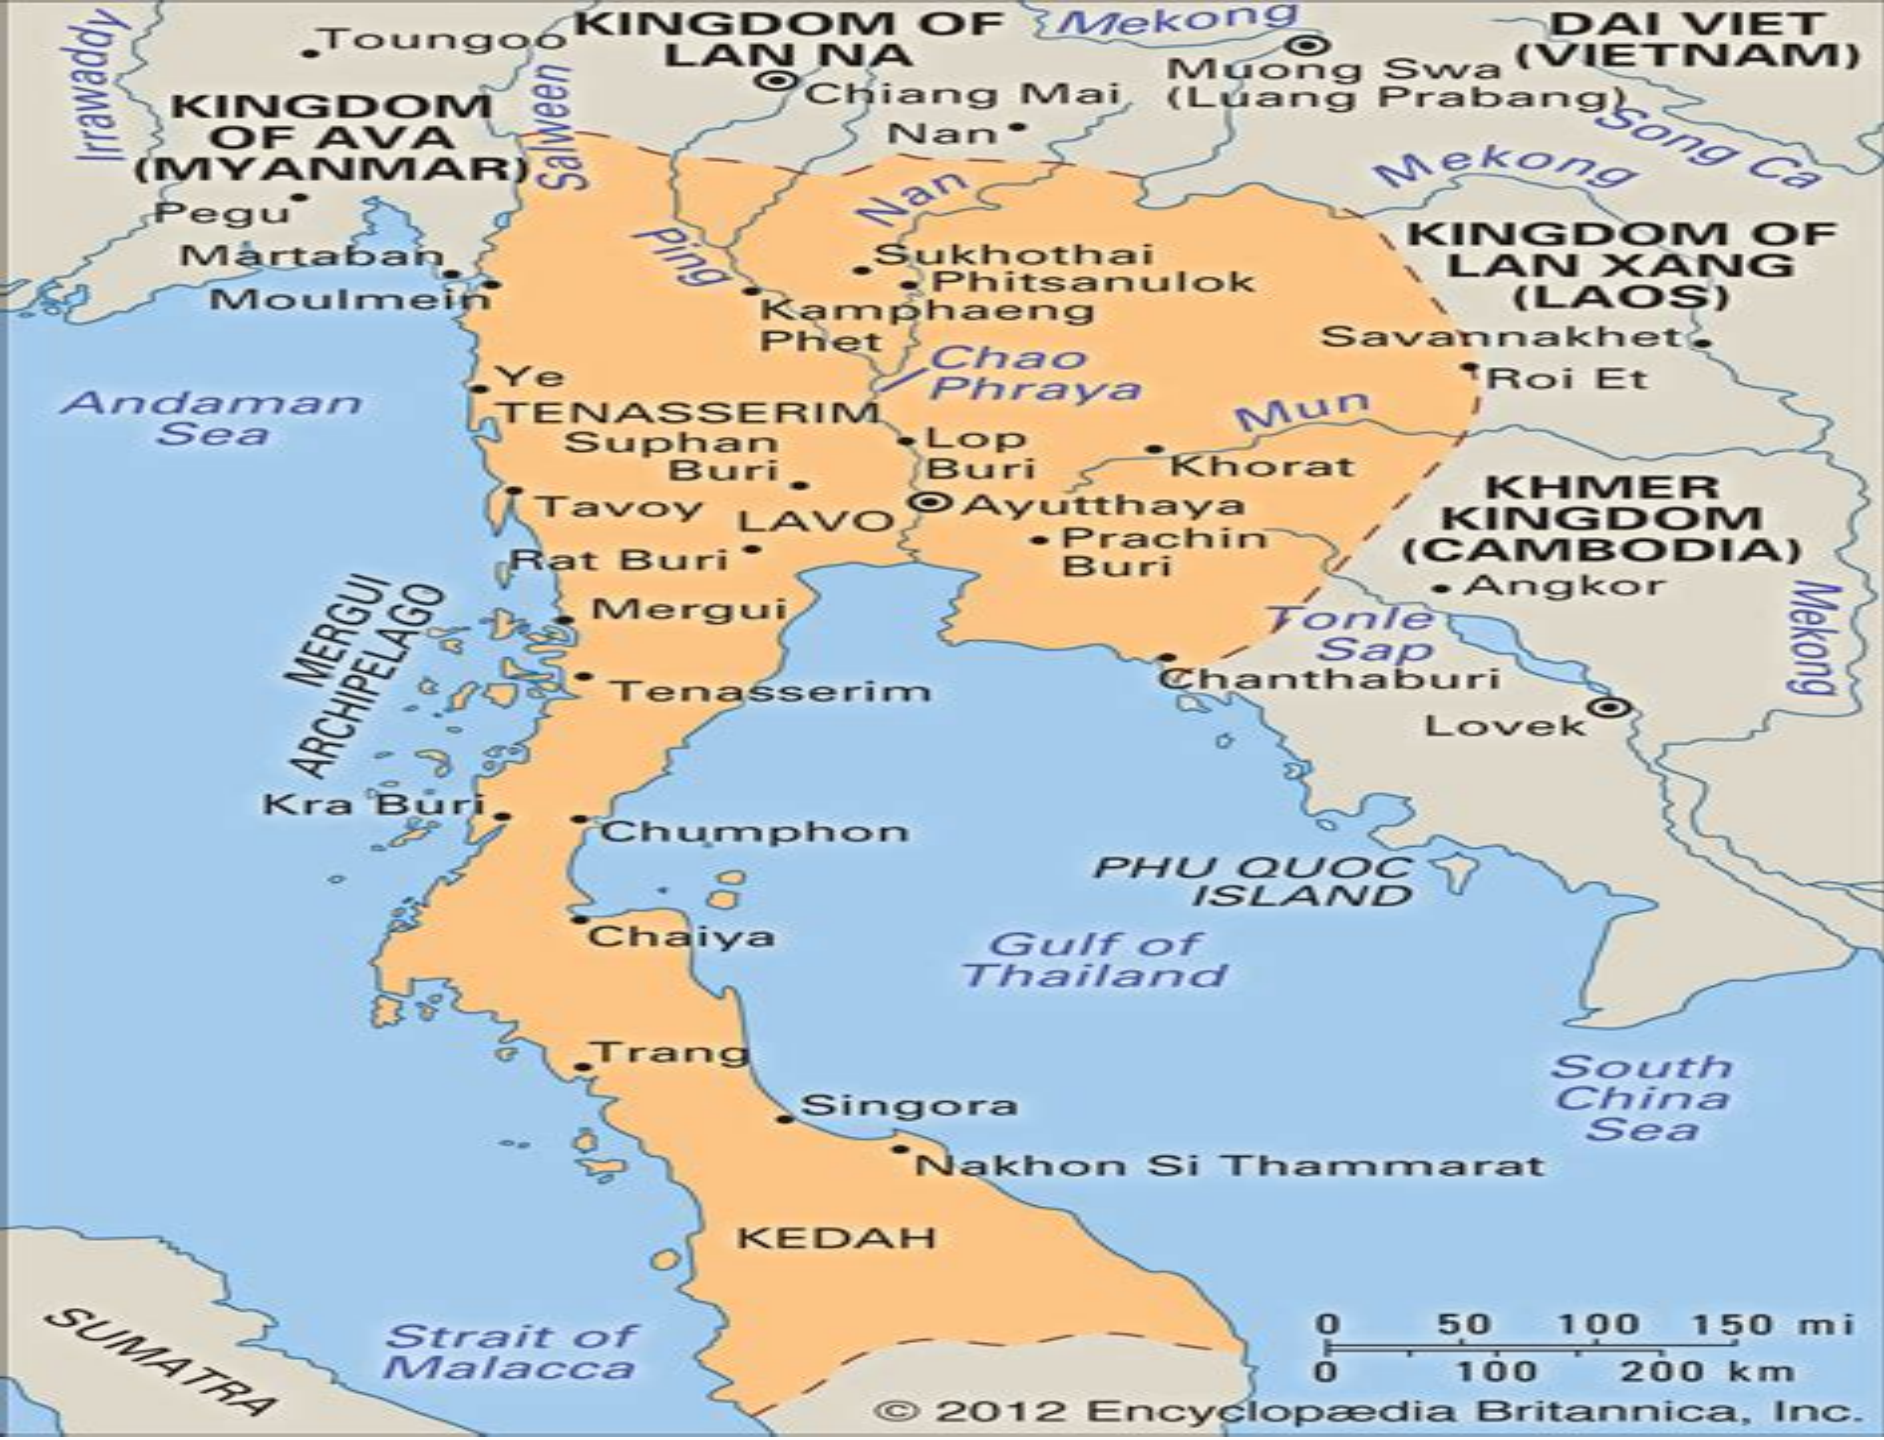 Irrawaddy
Toungoo
KINGDOM OF
LAN NA
Mekong
DAI VIET
(VIETNAM)
Muong Swa
(Luang Prabang)
Chiang Mai
Nan
Salween
KINGDOM
OF AVA
(MYANMAR)
Song Ca
Mekong
Nan
Pegu
Martaban
Moulmein
Ping
Sukhothai
Phitsanulok
Kamphaeng
Phet
KINGDOM OF
LAN XANG
(LAOS)
Savannakhet
Roi Et
Chao
Phraya
Ye
TENASSERIM
Andaman
Sea
Mun
Suphan
Buri
Lop
Buri
Khorat
KHMER
KINGDOM
(CAMBODIA)
Tavoy
LAVO
Ayutthaya
Prachin
Buri
Rat Buri
Angkor
MERGUI
ARCHIPELAGO
Mergui
Tonle
Sap
Mekong
Tenasserim
Chanthaburi
Lovek
Kra Buri
Chumphon
PHU QUOC
ISLAND
Chaiya
Gulf of
Thailand
Trang
South
China
Sea
Singora
Nakhon Si Thammarat
KEDAH
SUMATRA
Strait of
Malacca
0 50 100 150 mi
0 100 200 km
© 2012 Encyclopædia Britannica, Inc.